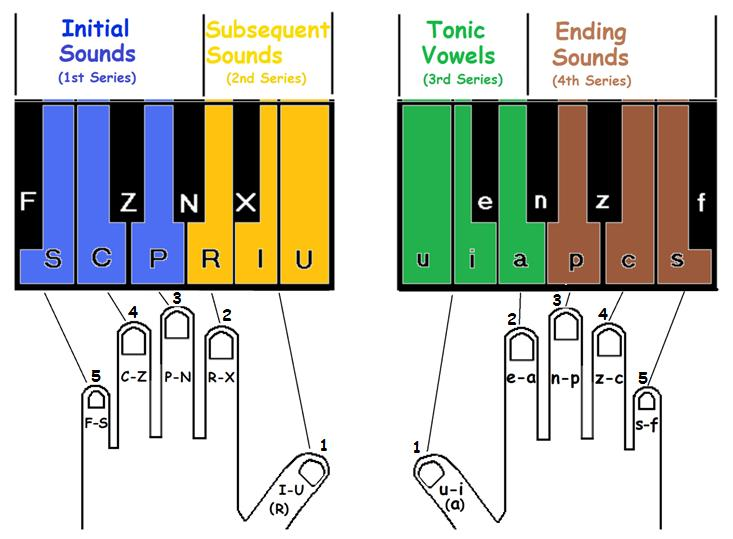 Initial
Sounds
(1st Series)
Subsequent
Sounds
(2nd Series)
Tonic
Vowels
(3rd Series)
Ending
Sounds
(4th Series)
F Z N X
S C P R I U
e n z f
u i a p c s
5 4 3 2 1
F-S C-Z P-N R-X I-U
(R)
1 2 3 4 5
u-i e-a n-p z-c s-f
(a)